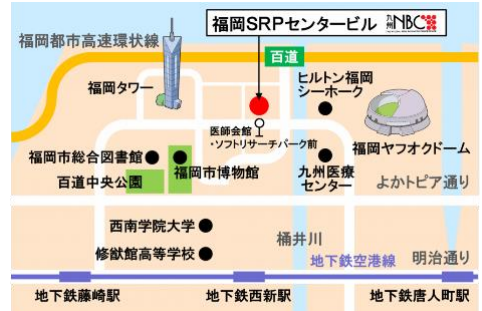 福岡SRPセンタービル 九州NBC
福岡都市高速環状線
百道
福岡タワー
ヒルトン福岡
シーホーク
医師会館
・ソフトリサーチパーク前
福岡ヤフオクドーム
福岡市総合図書館
福岡市博物館
九州医療
センター
百道中央公園
よかトピア通り
西南学院大学
樋井川
修猷館高等学校
地下鉄空港線
明治通り
地下鉄藤崎駅
地下鉄西新駅
地下鉄唐人町駅